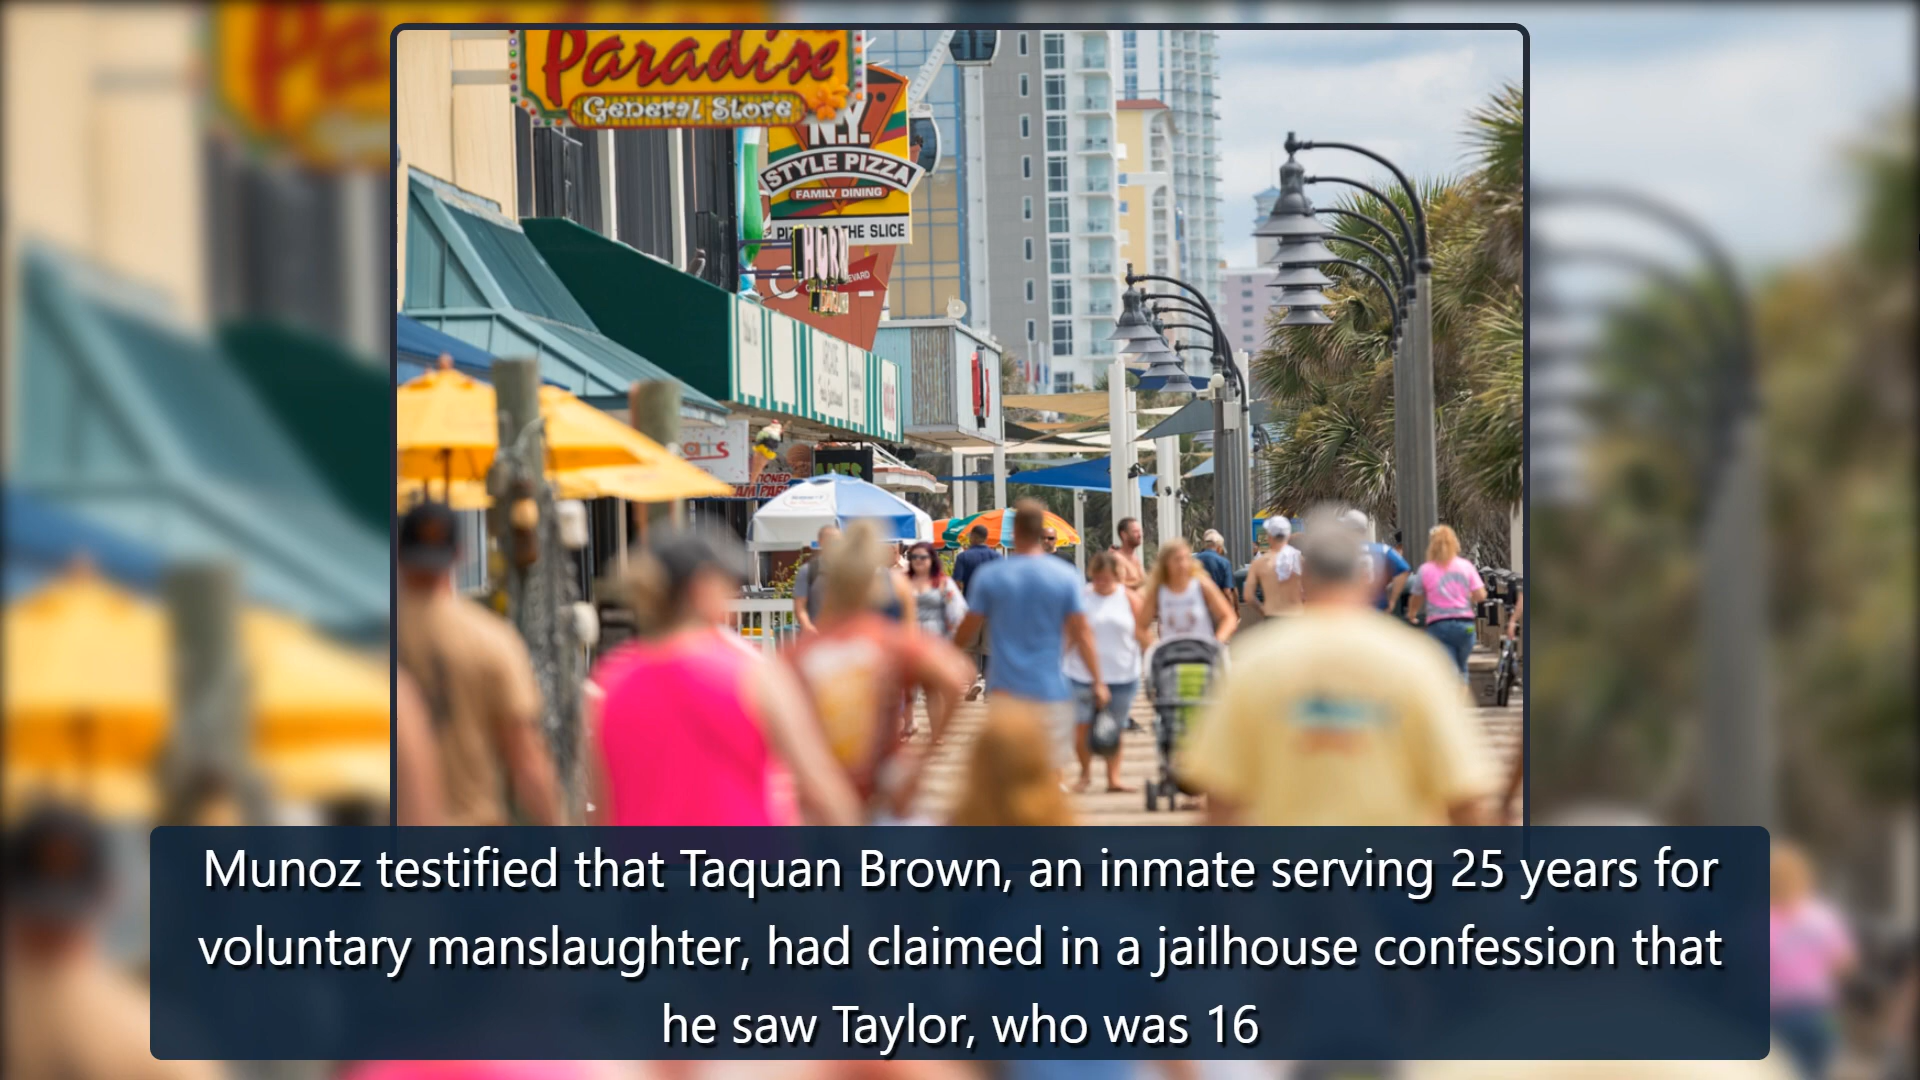 Paradise
General Store
N.Y.
STYLE PIZZA
FAMILY DINING
THE SLICE
Munoz testified that Taquan Brown, an inmate serving 25 years for
voluntary manslaughter, had claimed in a jailhouse confession that
he saw Taylor, who was 16